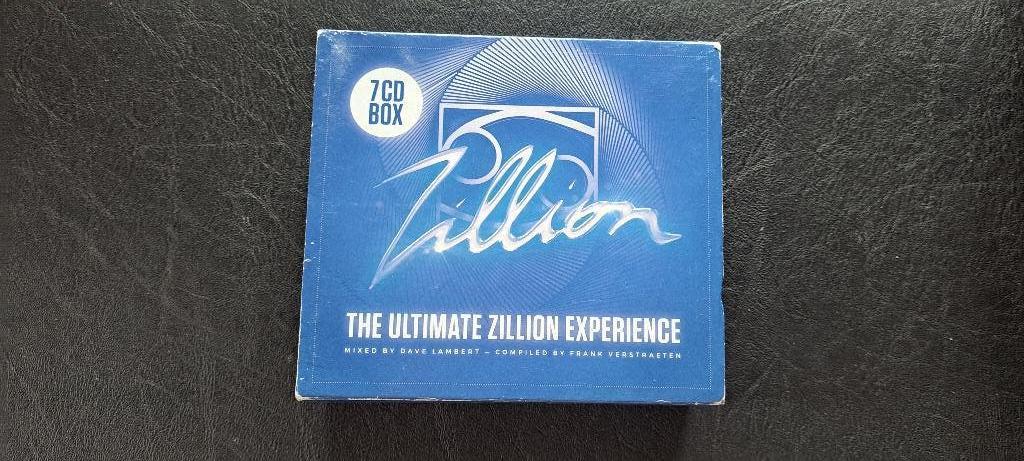 7CD
BOX
Zillion
THE ULTIMATE ZILLION EXPERIENCE
MIXED BY DAVE LAMBERT – COMPILED BY FRANK VERSTRAETEN